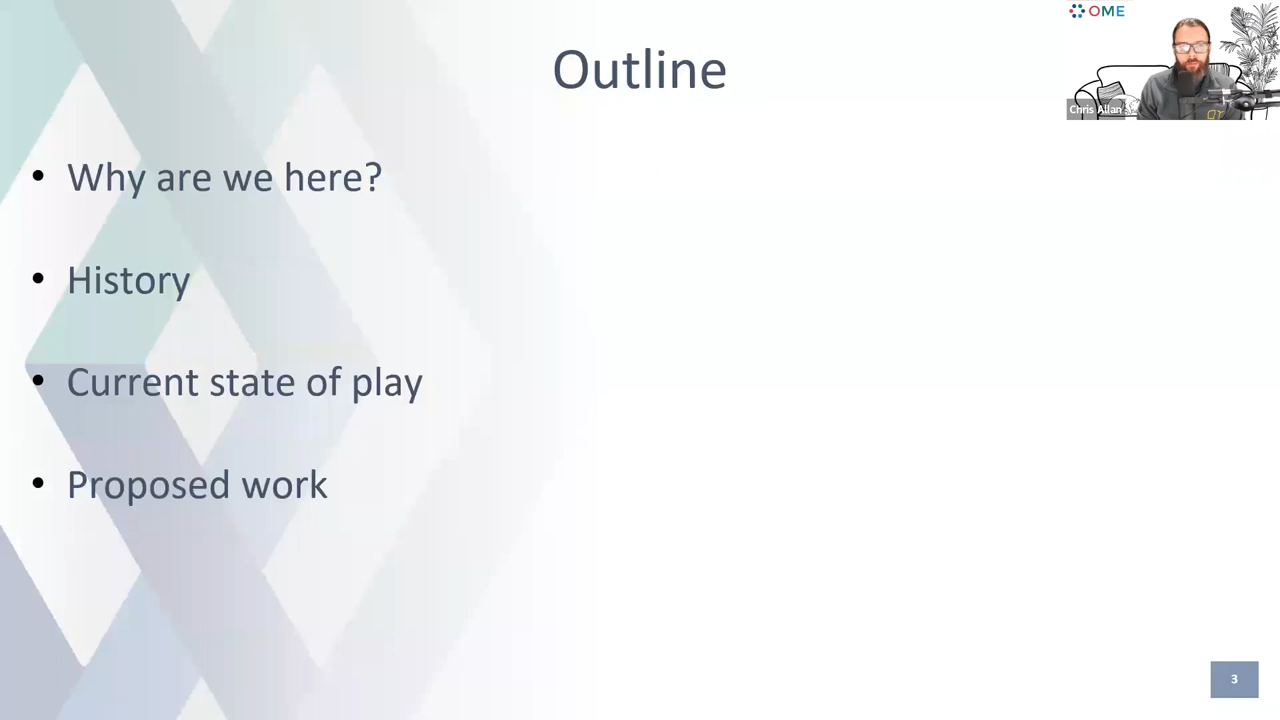 OME
Outline
Chris Allan
• Why are we here?
• History
• Current state of play
• Proposed work
3